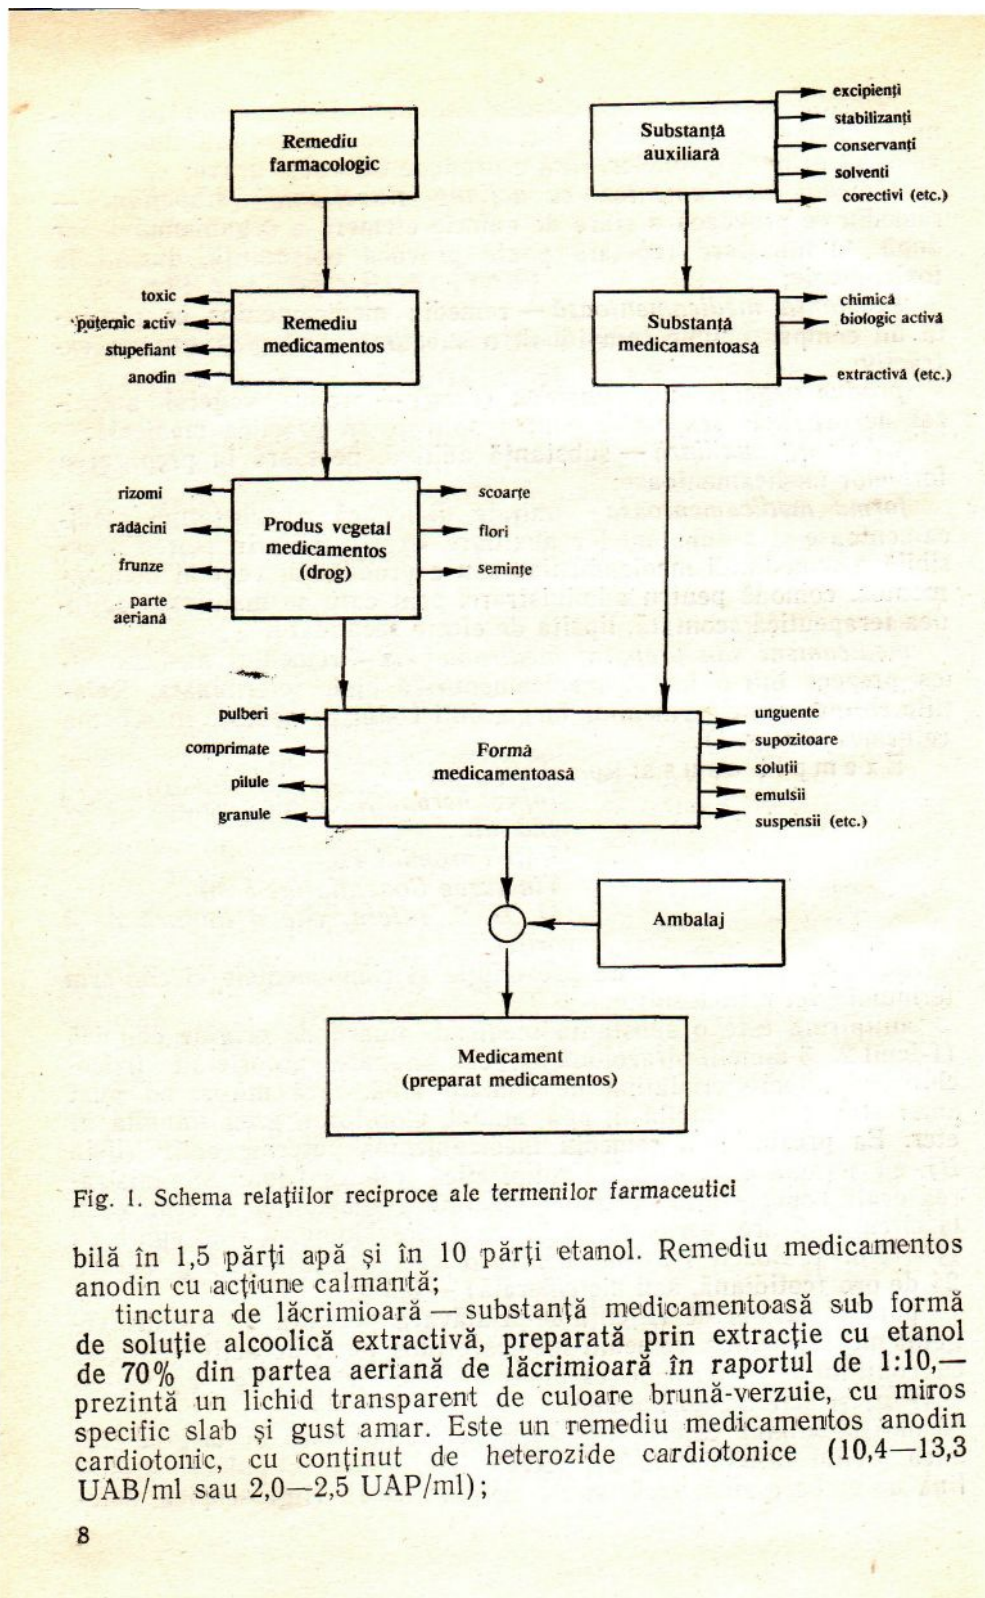 Remediu
farmacologic
Substanță
auxiliară
excipienți
stabilizanți
conservanți
solventi
corectivi (etc.)
toxic
puternic activ
stupefiant
anodin
Remediu
medicamentos
Substanță
medicamentoasă
chimică
biologic activă
extractivă (etc.)
rizomi
rădăcini
frunze
parte
aeriană
Produs vegetal
medicamentos
(drog)
scoarțe
flori
semințe
pulberi
comprimate
pilule
granule
Formă
medicamentoasă
unguente
supozitoare
soluții
emulsii
suspensii (etc.)
Ambalaj
Medicament
(preparat medicamentos)
Fig. 1. Schema relațiilor reciproce ale termenilor farmaceutici
bilă în 1,5 părți apă și în 10 părți etanol. Remediu medicamentos
anodin cu acțiune calmantă;
tinctura de lăcrimioară — substanță medicamentoasă sub formă
de soluție alcoolică extractivă, preparată prin extracție cu etanol
de 70% din partea aeriană de lăcrimioară în raportul de 1:10,—
prezintă un lichid transparent de culoare brună-verzuie, cu miros
specific slab și gust amar. Este un remediu medicamentos anodin
cardiotonic, cu conținut de heterozide cardiotonice (10,4—13,3
UAB/ml sau 2,0—2,5 UAP/ml);
8